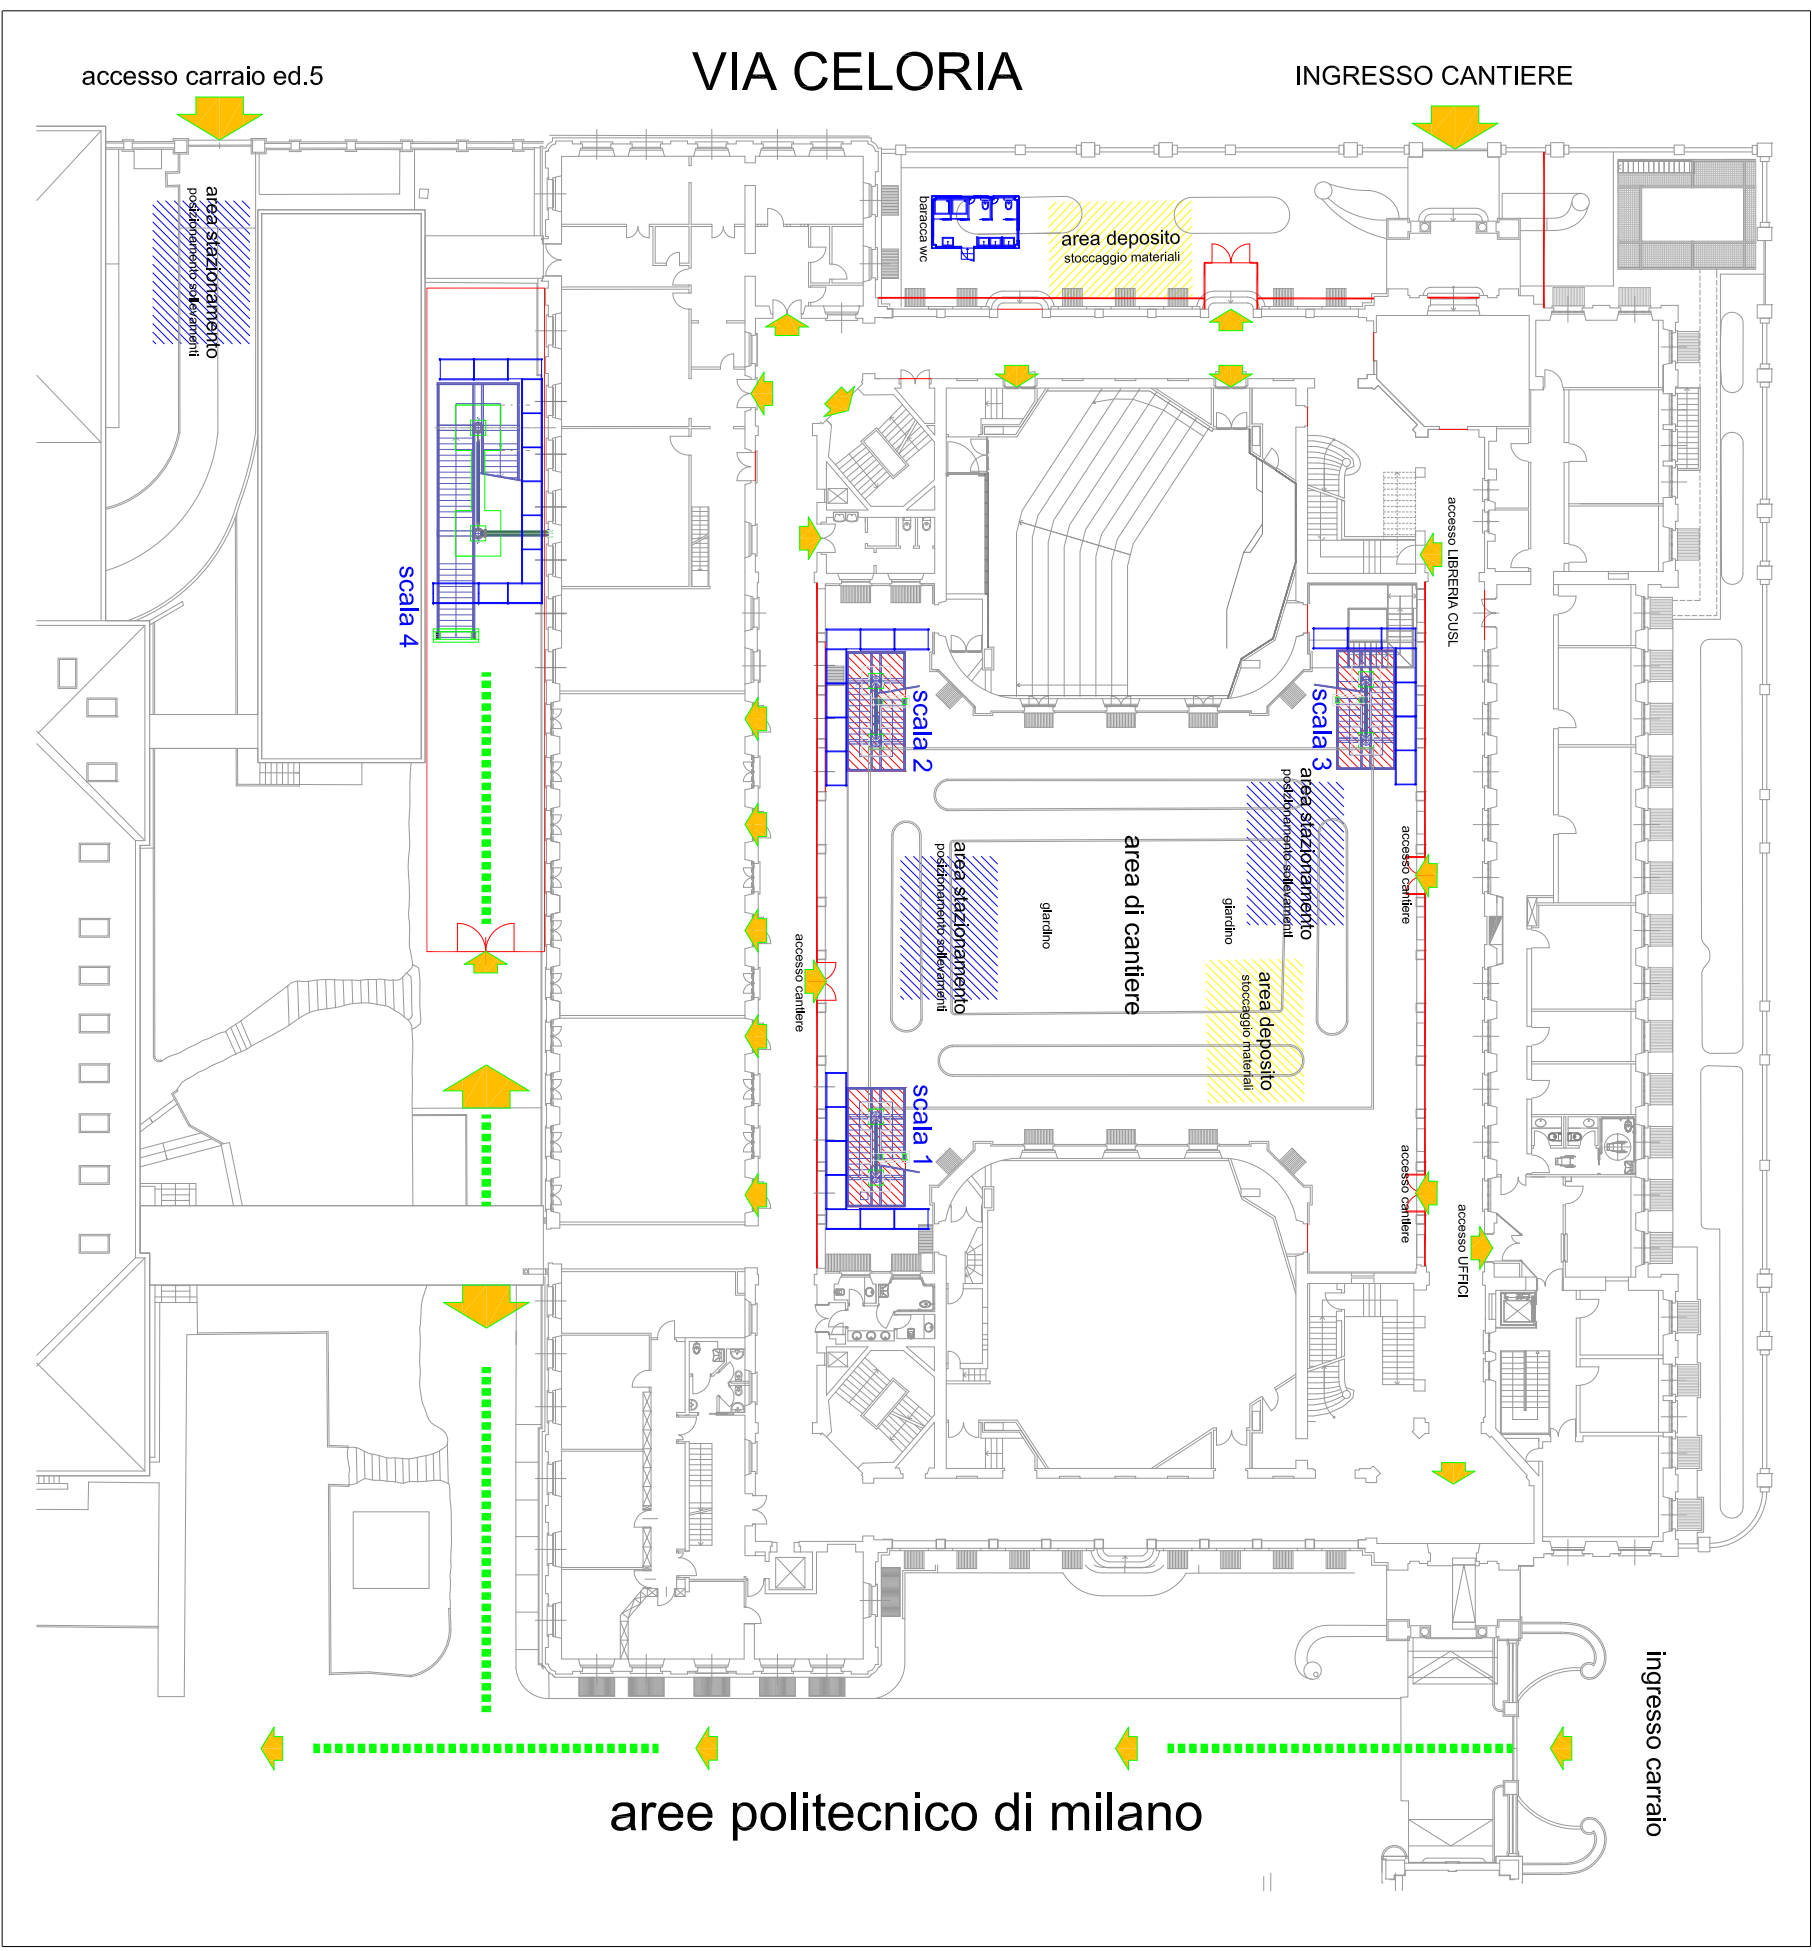 VIA CELORIA
accesso carraio ed.5
INGRESSO CANTIERE
area stazionamento
posizionamento sollevamenti
baracca wc
area deposito
stoccaggio materiali
scala 4
accesso LIBRERIA CUSL
scala 2
scala 3
area stazionamento
posizionamento sollevamenti
area stazionamento
posizionamento sollevamenti
area di cantiere
giardino
giardino
accesso cantiere
accesso cantiere
area deposito
stoccaggio materiali
scala 1
accesso cantiere
accesso UFFICI
ingresso carraio
aree politecnico di milano